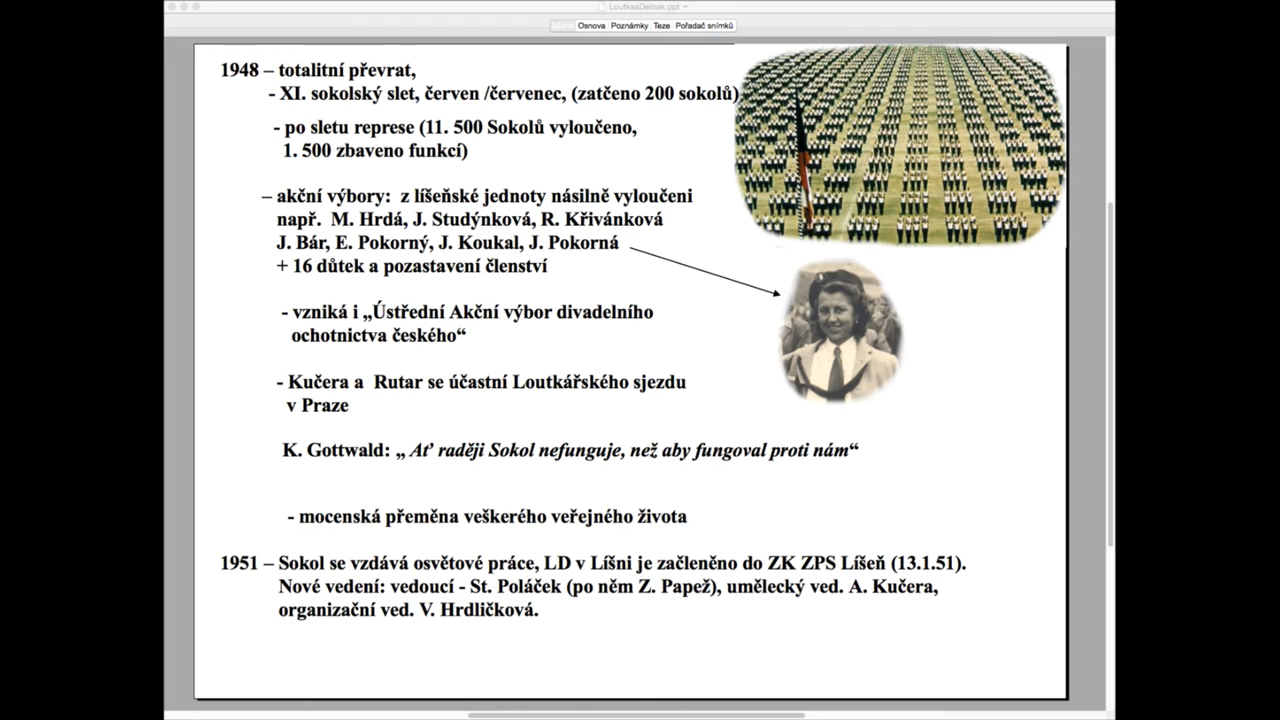 LoutkasDelnak.ppt
Osnova Poznámky Teze Pořadač snímků
1948 – totalitní převrat,
- XI. sokolský slet, červen /červenec, (zatčeno 200 sokolů)
- po sletu represe (11. 500 Sokolů vyloučeno,
1. 500 zbaveno funkcí)
– akční výbory: z líšeňské jednoty násilně vyloučeni
např. M. Hrdá, J. Studýnková, R. Křivánková
J. Bár, E. Pokorný, J. Koukal, J. Pokorná
+ 16 důtek a pozastavení členství
- vzniká i „Ústřední Akční výbor divadelního
ochotnictva českého“
- Kučera a Rutar se účastní Loutkářského sjezdu
v Praze
K. Gottwald: „ Ať raději Sokol nefunguje, než aby fungoval proti nám“
- mocenská přeměna veškerého veřejného života
1951 – Sokol se vzdává osvětové práce, LD v Líšni je začleněno do ZK ZPS Líšeň (13.1.51).
Nové vedení: vedoucí - St. Poláček (po něm Z. Papež), umělecký ved. A. Kučera,
organizační ved. V. Hrdličková.